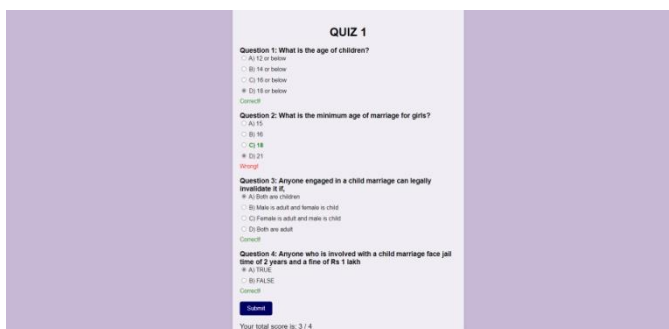 QUIZ 1
Question 1: What is the age of children?
A) 12 or below
B) 14 or below
C) 16 or below
D) 18 or below
Correct!
Question 2: What is the minimum age of marriage for girls?
A) 15
B) 16
C) 18
D) 21
Wrong!
Question 3: Anyone engaged in a child marriage can legally
invalidate it if,
A) Both are children
B) Male is adult and female is child
C) Female is adult and male is child
D) Both are adult
Correct!
Question 4: Anyone who is involved with a child marriage face jail
time of 2 years and a fine of Rs 1 lakh
A) TRUE
B) FALSE
Correct!
Submit
Your total score is: 3 / 4